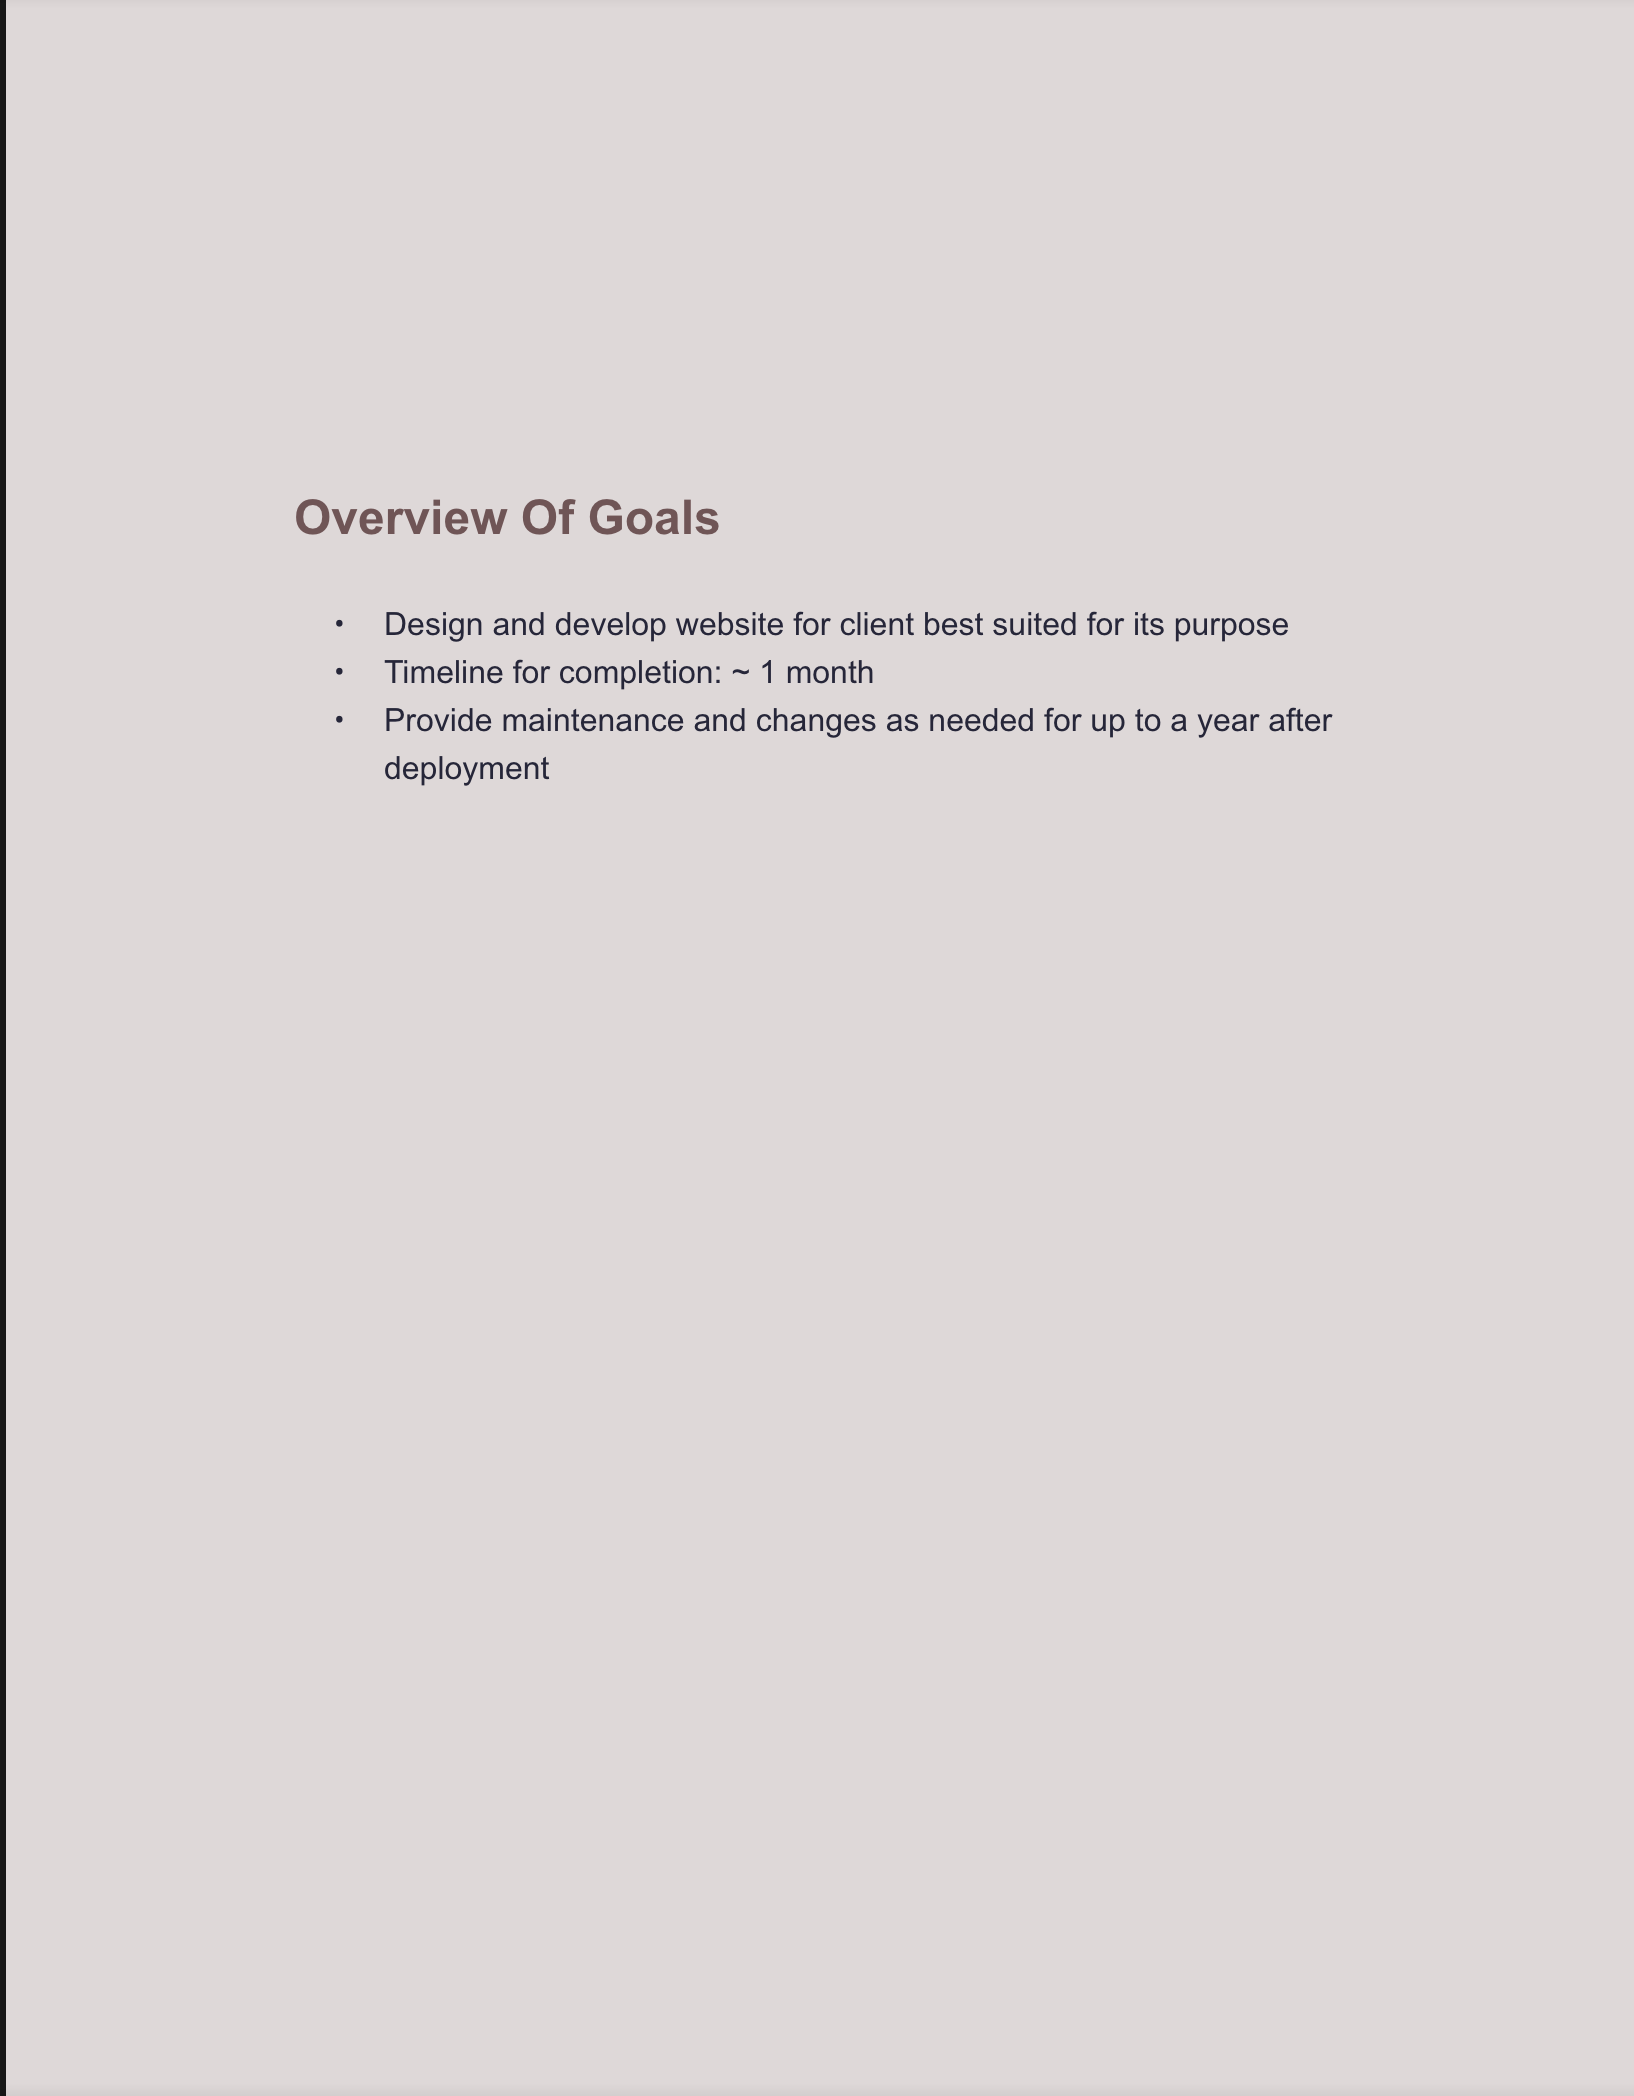 Overview Of Goals
• Design and develop website for client best suited for its purpose
• Timeline for completion: ~ 1 month
• Provide maintenance and changes as needed for up to a year after
deployment